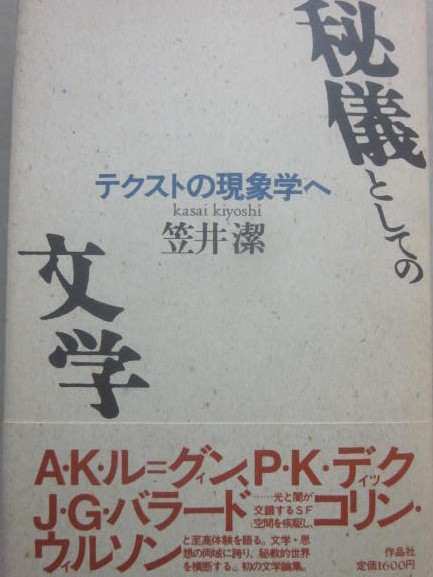 秘儀としての
文学
テクストの現象学へ
kasai kiyoshi
笠井潔
A・K・ル=グィン、P・K・ディック
J・G・バラード コリン・
ウィルソン
……光と闇が
交錯するSF
空間を疾駆し、
と至高体験を語る。文学・思
想の両域に跨り、秘教的世界
を横断する。初の文学論集。
作品社
定価1600円